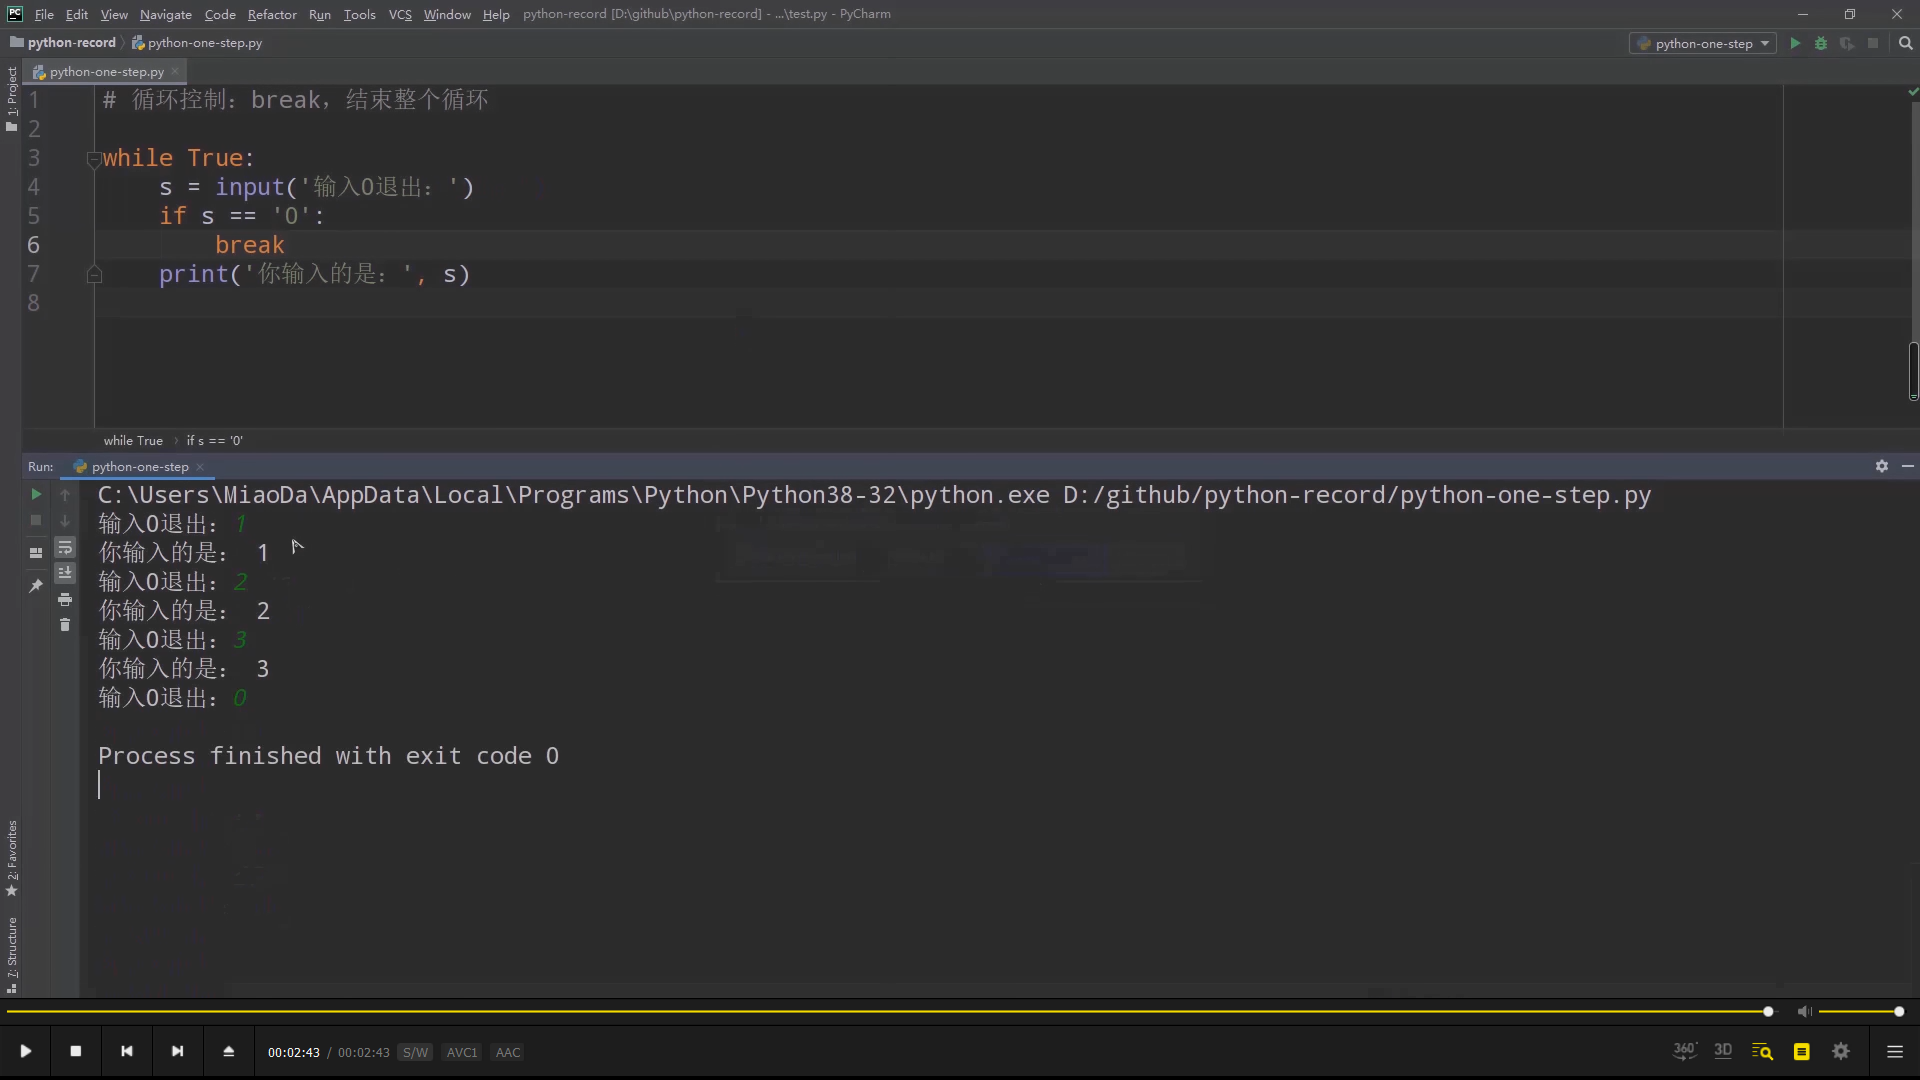 File Edit View Navigate Code Refactor Run Tools VCS Window Help python-record [D:\github\python-record] - ...\test.py - PyCharm
python-record python-one-step.py python-one-step
1: Project
python-one-step.py
1 # 循环控制：break，结束整个循环
2
3 while True:
4 s = input('输入0退出：')
5 if s == '0':
6 break
7 print('你输入的是：', s)
8
while True if s == '0'
Run: python-one-step
C:\Users\MiaoDa\AppData\Local\Programs\Python\Python38-32\python.exe D:/github/python-record/python-one-step.py
输入0退出：1
你输入的是： 1
输入0退出：2
你输入的是： 2
输入0退出：3
你输入的是： 3
输入0退出：0
Process finished with exit code 0
2: Favorites
7: Structure
00:02:43 / 00:02:43 S/W AVC1 AAC 360° 3D